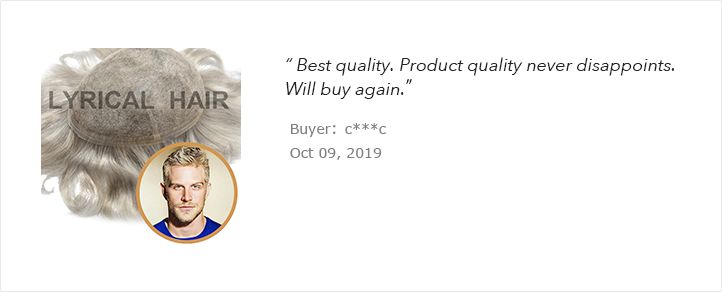 LYRICAL HAIR
“ Best quality. Product quality never disappoints.
Will buy again.”
Buyer: c***c
Oct 09, 2019